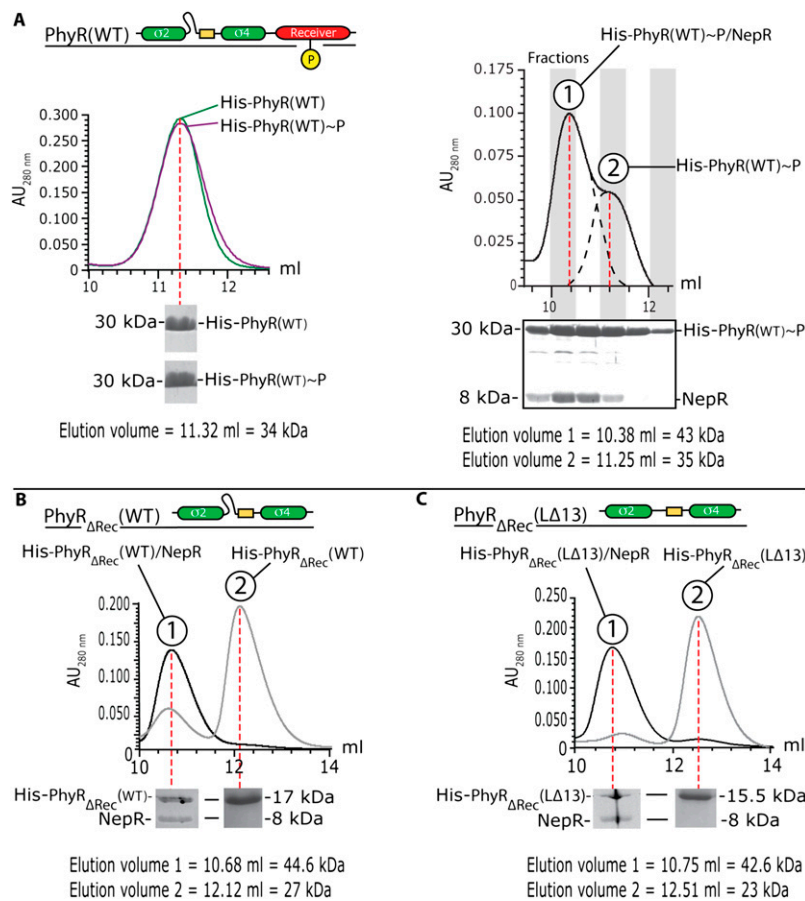 A
PhyR(WT)
σ2
σ4
Receiver
P
His-PhyR(WT)
His-PhyR(WT)~P
0.300
0.250
0.200
0.150
0.100
0.050
0
AU280 nm
10 11 12
ml
30 kDa- -His-PhyR(WT)
30 kDa- -His-PhyR(WT)~P
Elution volume = 11.32 ml = 34 kDa
His-PhyR(WT)~P/NepR
Fractions
1
2
His-PhyR(WT)~P
0.175
0.125
0.100
0.075
0.050
0.025
0
AU280 nm
10 12
ml
30 kDa- -His-PhyR(WT)~P
8 kDa- -NepR
Elution volume 1 = 10.38 ml = 43 kDa
Elution volume 2 = 11.25 ml = 35 kDa
B
PhyRΔRec(WT)
σ2
σ4
His-PhyRΔRec(WT)/NepR
His-PhyRΔRec(WT)
1
2
0.200
0.150
0.100
0.050
0
AU280 nm
10 12 14
ml
His-PhyRΔRec(WT)- -17 kDa
NepR- -8 kDa
Elution volume 1 = 10.68 ml = 44.6 kDa
Elution volume 2 = 12.12 ml = 27 kDa
C
PhyRΔRec(LΔ13)
σ2
σ4
His-PhyRΔRec(LΔ13)/NepR
His-PhyRΔRec(LΔ13)
1
2
0.250
0.200
0.150
0.100
0.050
0
AU280 nm
10 12 14
ml
His-PhyRΔRec(LΔ13)- -15.5 kDa
NepR- -8 kDa
Elution volume 1 = 10.75 ml = 42.6 kDa
Elution volume 2 = 12.51 ml = 23 kDa